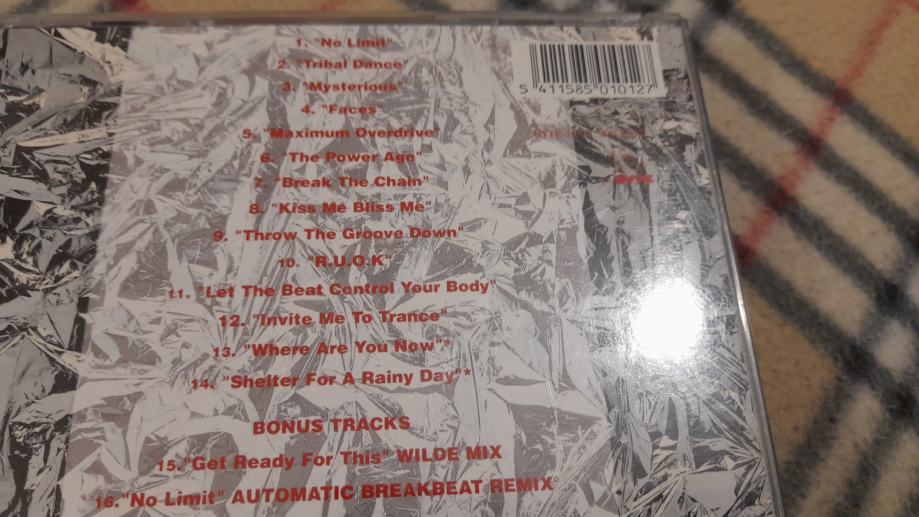 1. "No Limit"
2. "Tribal Dance"
3. "Mysterious"
4. "Faces"
5. "Maximum Overdrive"
6. "The Power Age"
7. "Break The Chain"
8. "Kiss Me Bliss Me"
9. "Throw The Groove Down"
10. "R.U.O.K"
11. "Let The Beat Control Your Body"
12. "Invite Me To Trance"
13. "Where Are You Now"*
14. "Shelter For A Rainy Day"*
BONUS TRACKS
15. "Get Ready For This" WILDE MIX
16. "No Limit" AUTOMATIC BREAKBEAT REMIX
5 411585 010127